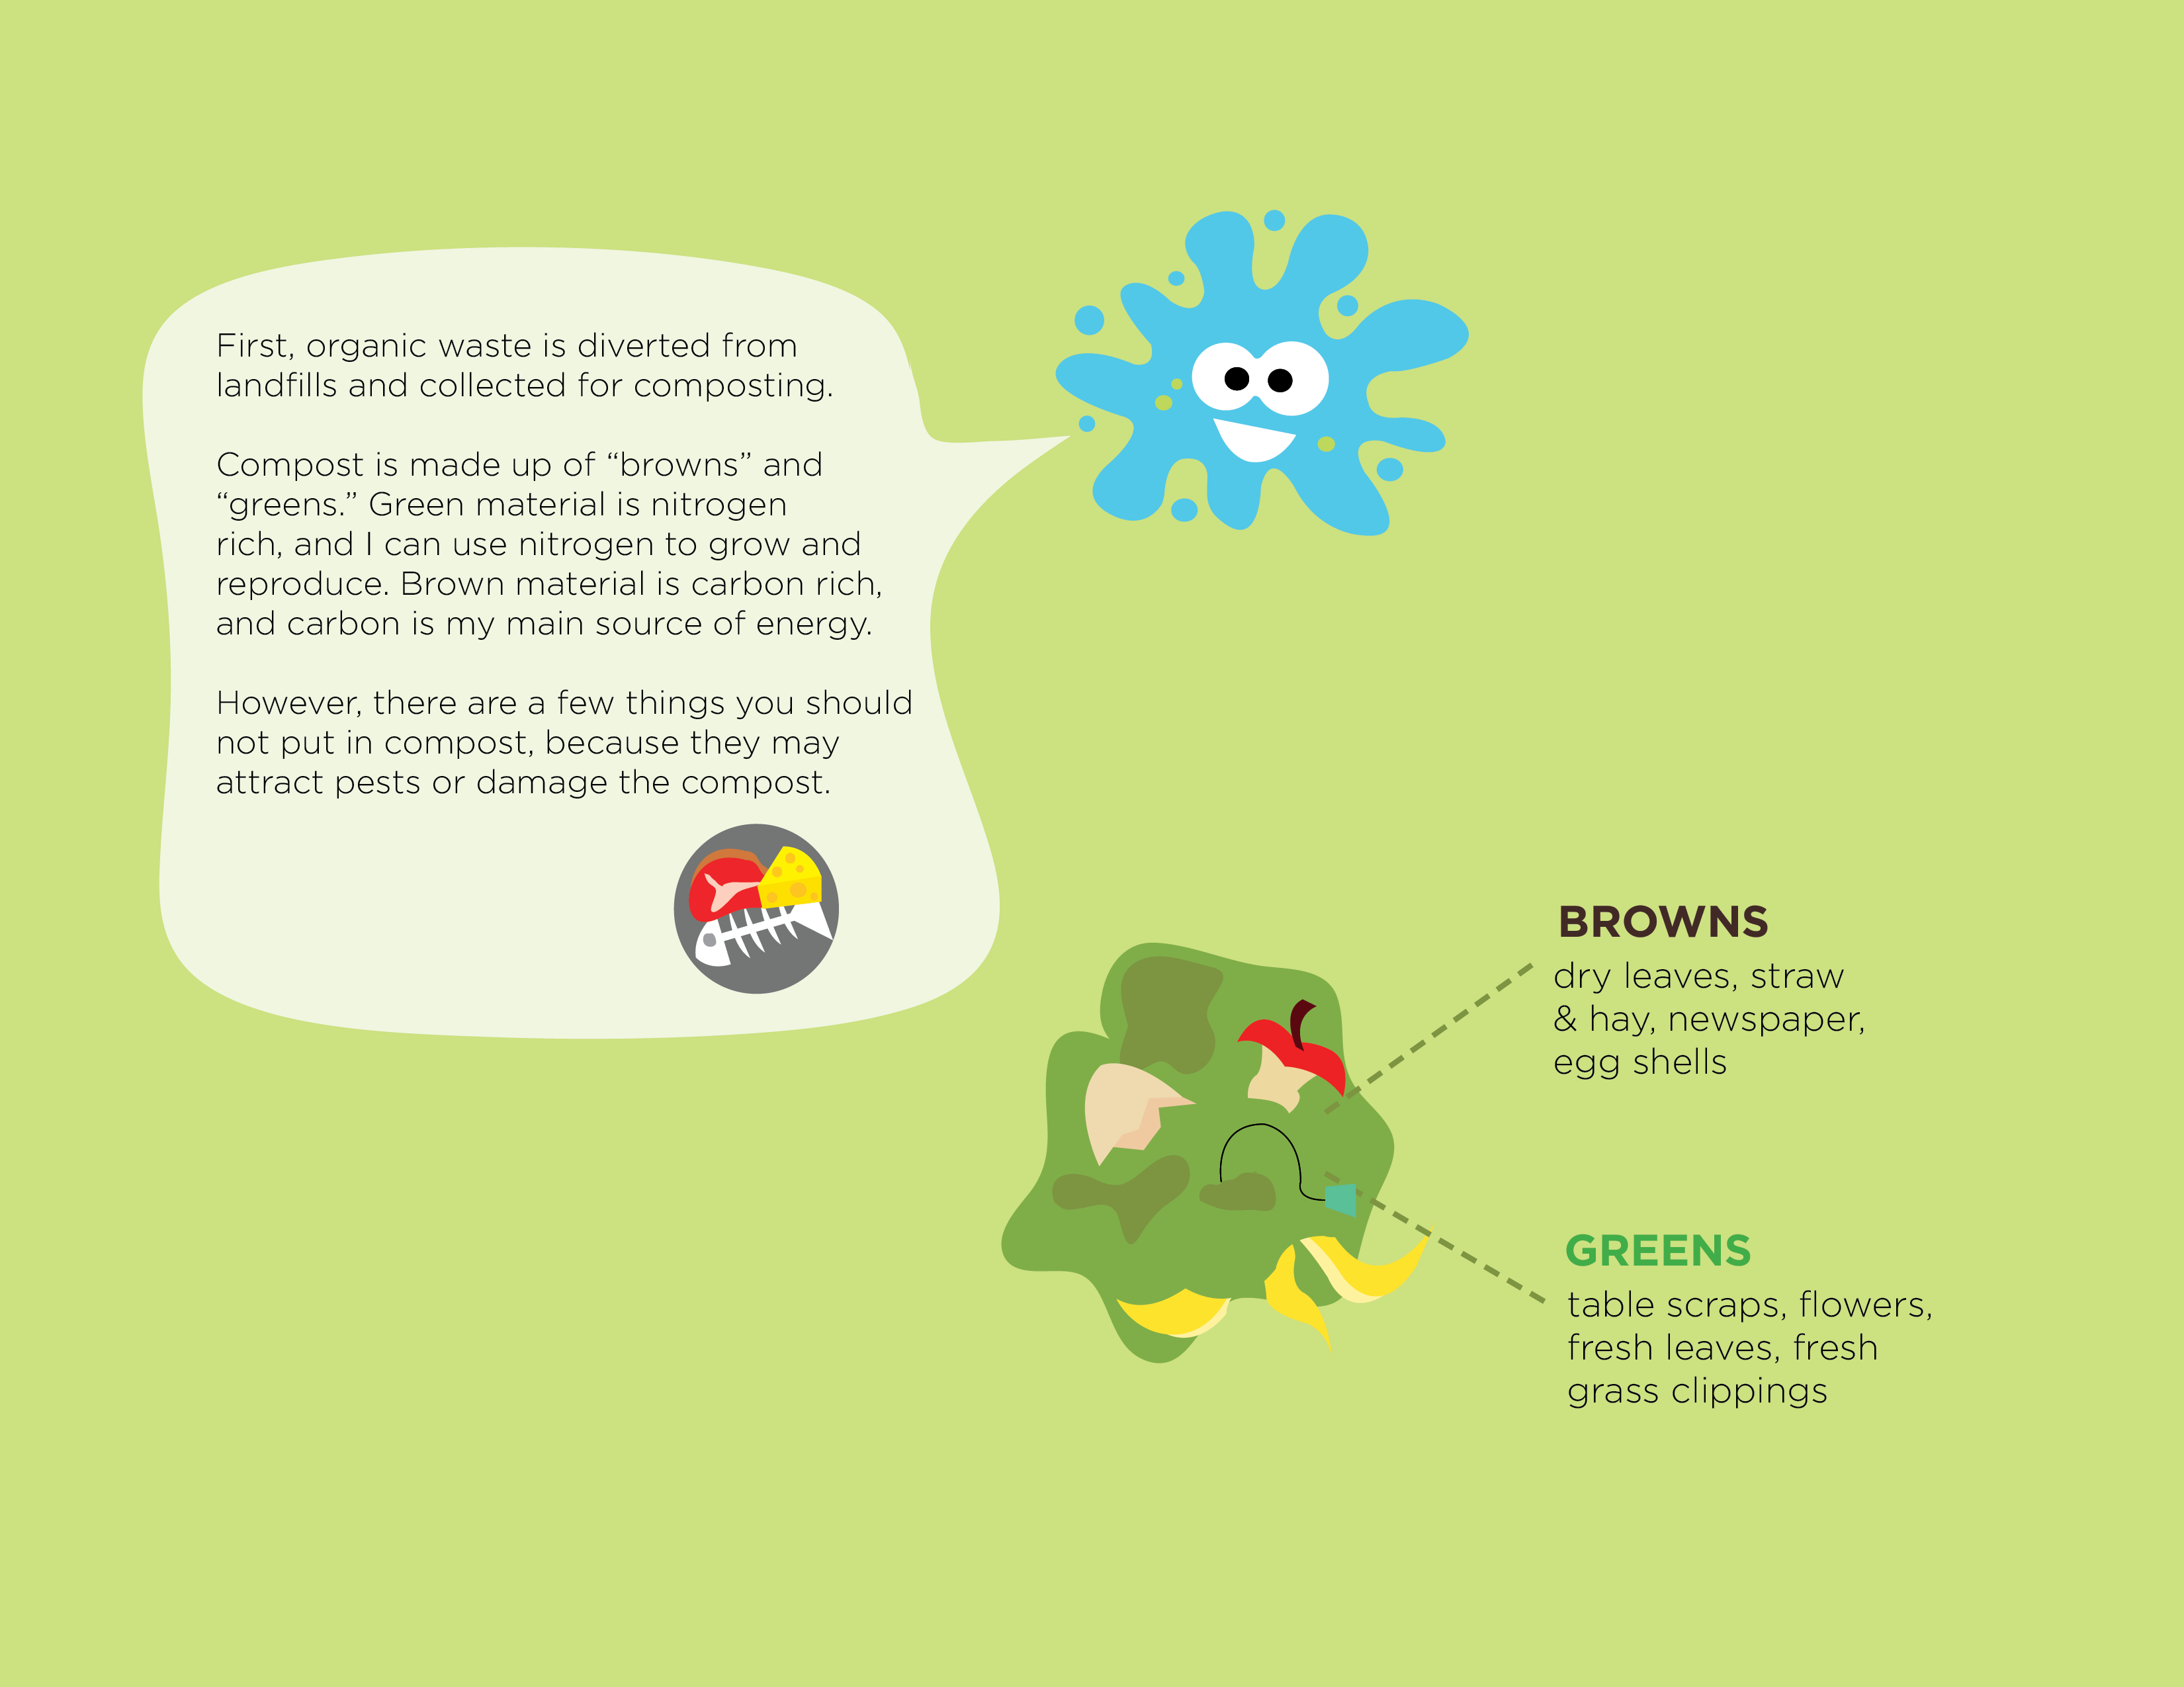 First, organic waste is diverted from
landfills and collected for composting.
Compost is made up of “browns” and
“greens.” Green material is nitrogen
rich, and I can use nitrogen to grow and
reproduce. Brown material is carbon rich,
and carbon is my main source of energy.
However, there are a few things you should
not put in compost, because they may
attract pests or damage the compost.
BROWNS
dry leaves, straw
& hay, newspaper,
egg shells
GREENS
table scraps, flowers,
fresh leaves, fresh
grass clippings